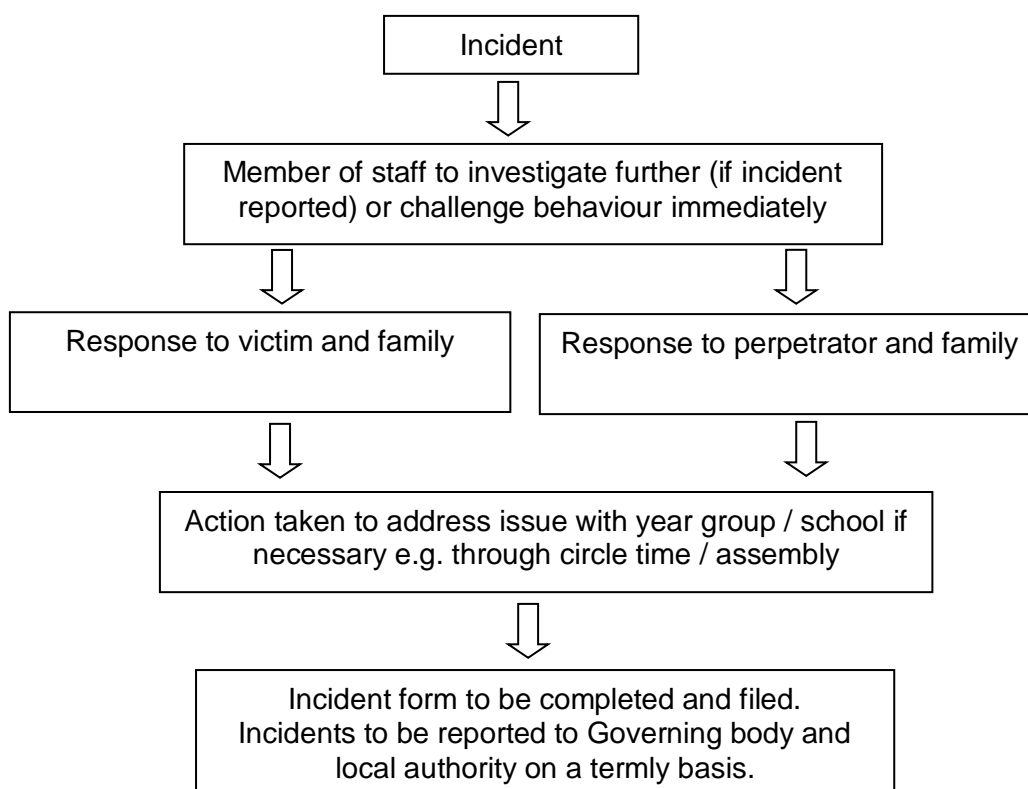 Incident
Member of staff to investigate further (if incident
reported) or challenge behaviour immediately
Response to victim and family
Response to perpetrator and family
Action taken to address issue with year group / school if
necessary e.g. through circle time / assembly
Incident form to be completed and filed.
Incidents to be reported to Governing body and
local authority on a termly basis.